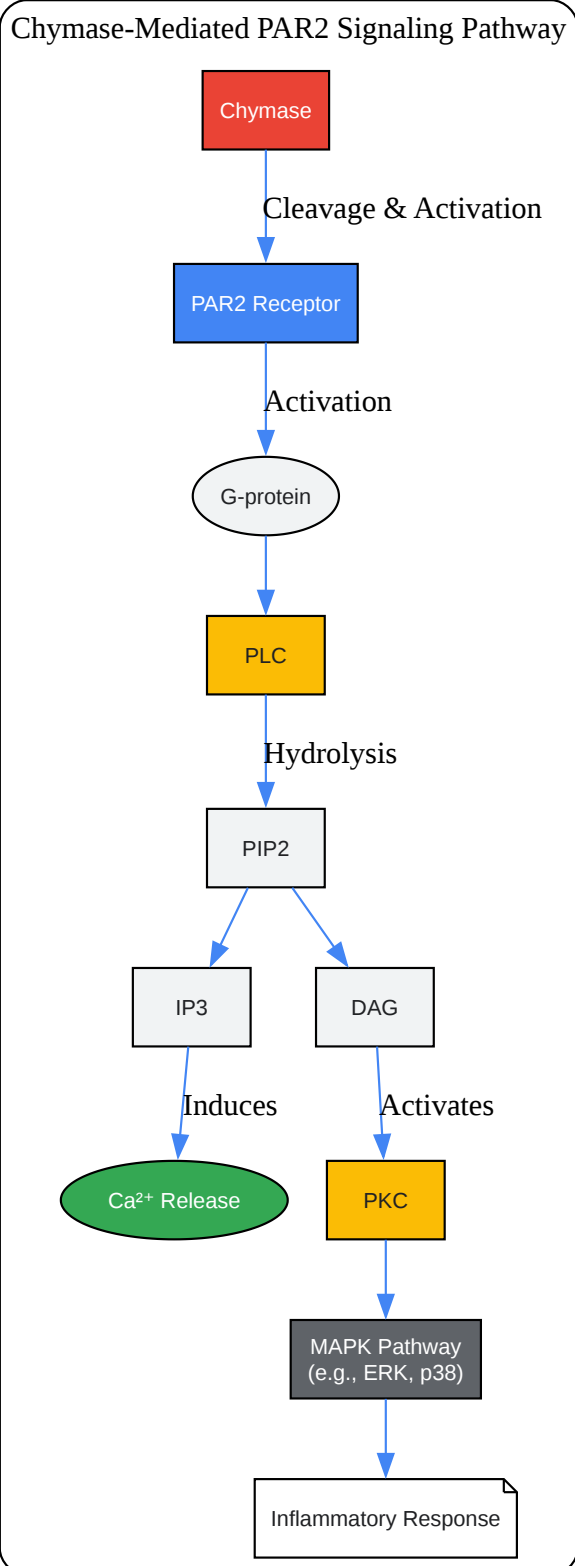 Chymase-Mediated PAR2 Signaling Pathway
Chymase
Cleavage & Activation
PAR2 Receptor
Activation
G-protein
PLC
Hydrolysis
PIP2
IP3
DAG
Induces
Activates
Ca²⁺ Release
PKC
MAPK Pathway
(e.g., ERK, p38)
Inflammatory Response